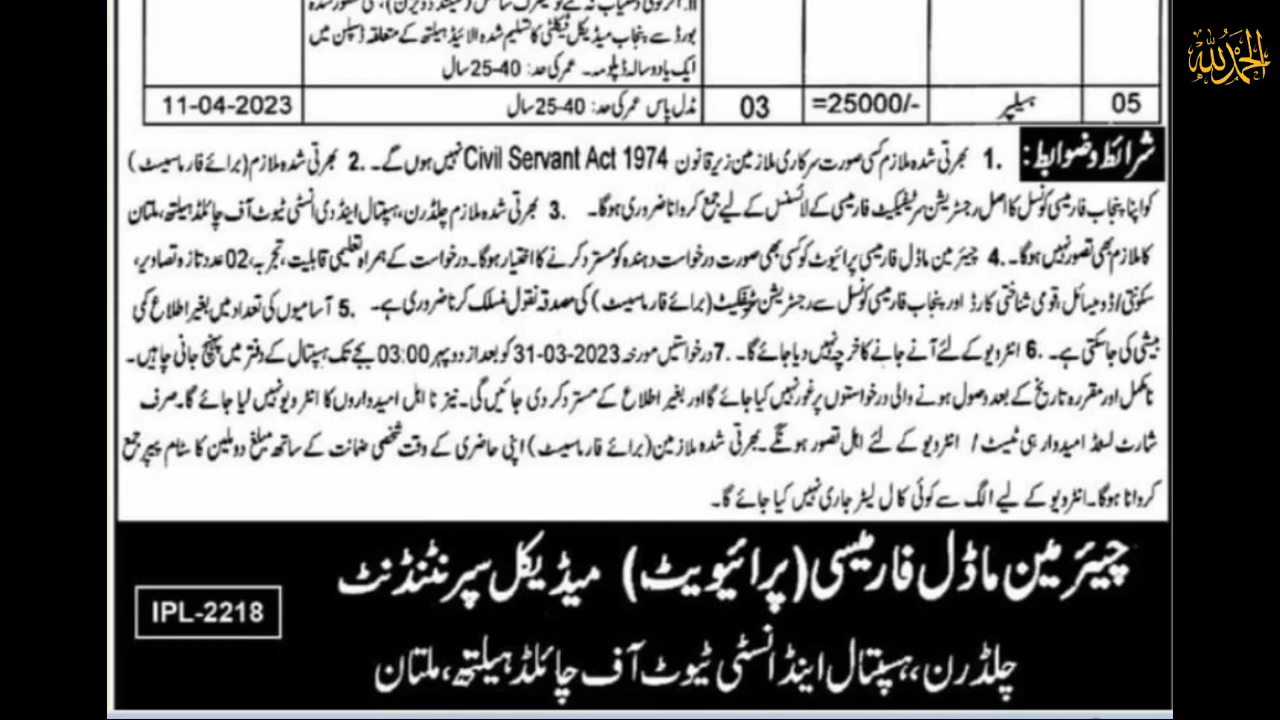 بورڈ سے پنجاب میڈیکل فیکلٹی کا تسلیم شدہ الائیڈ ہیلتھ کے متعلقہ ڈسپلن میں
ایک یا دو سالہ ڈپلومہ۔ عمر کی حد: 40-25 سال
05 ہیلپر 25000/-= 03 مڈل پاس عمر کی حد: 40-25 سال 11-04-2023
شرائط و ضوابط: 1. بھرتی شدہ ملازم کسی صورت سرکاری ملازمین زیر قانون Civil Servant Act 1974 نہیں ہوں گے۔ 2. بھرتی شدہ ملازم (برائے فارماسیٹ)
کو اپنا پنجاب فارمیسی کونسل کا اصل رجسٹریشن سرٹیفکیٹ فارمیسی کے لائسنس کے لیے جمع کروانا ضروری ہوگا۔ 3. بھرتی شدہ ملازم چلڈرن، ہسپتال اینڈ دی انسٹی ٹیوٹ آف چائلڈ ہیلتھ، ملتان
کا ملازم بھی تصور نہیں ہوگا۔ 4. چیئرمین ماڈل فارمیسی پرائیوٹ کو کسی بھی صورت درخواست دہندہ کو مسترد کرنے کا اختیار ہوگا۔ درخواست کے ہمراہ تعلیمی قابلیت، تجربہ، 02 عدد تازہ تصاویر،
سکونتی/ڈومیسائل، قومی شناختی کارڈ اور پنجاب فارمیسی کونسل سے رجسٹریشن سرٹیفکیٹ (برائے فارماسیٹ) کی مصدقہ نقول منسلک کرنا ضروری ہے۔ 5. آسامیوں کی تعداد میں بغیر اطلاع کمی
بیشی کی جاسکتی ہے۔ 6. انٹرویو کے لئے آنے جانے کا خرچہ نہیں دیا جائے گا۔ 7. درخواستیں مورخہ 31-03-2023 کو بعد از دوپہر 03:00 بجے تک ہسپتال کے دفتر میں پہنچ جانی چاہیں۔
نامکمل اور مقررہ تاریخ کے بعد وصول ہونے والی درخواستوں پر غور نہیں کیا جائے گا اور بغیر اطلاع کے مسترد کر دی جائیں گی۔ نیز نا اہل امیدواروں کا انٹرویو نہیں لیا جائے گا۔ صرف
شارٹ لسٹڈ امیدوار ہی ٹیسٹ / انٹرویو کے لئے اہل تصور ہونگے۔ بھرتی شدہ ملازمین (برائے فارماسیٹ) اپنی حاضری کے وقت شخصی ضمانت کے ساتھ مبلغ دو ملین کا سٹام پیپر جمع
کروانا ہوگا۔ انٹرویو کے لیے الگ سے کوئی کال لیٹر جاری نہیں کیا جائے گا۔
چیئرمین ماڈل فارمیسی (پرائیویٹ) میڈیکل سپرنٹنڈنٹ
چلڈرن، ہسپتال اینڈ انسٹی ٹیوٹ آف چائلڈ ہیلتھ، ملتان
IPL-2218
الحمدللہ